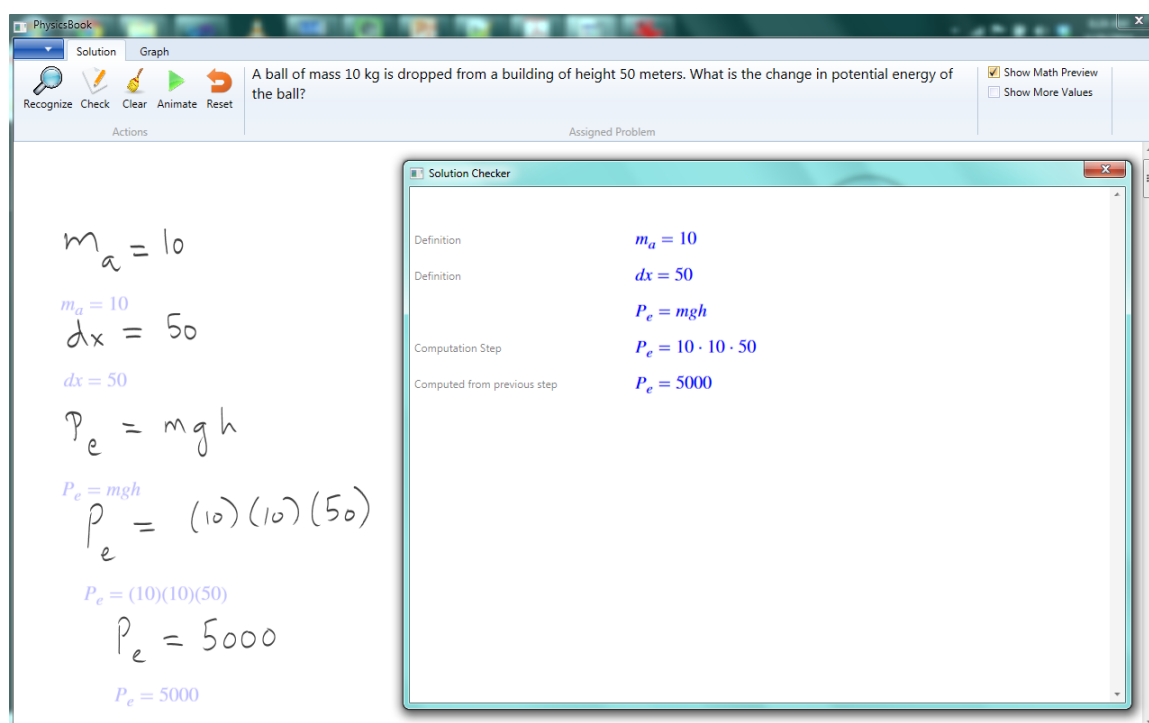 PhysicsBook
Solution Graph
Recognize Check Clear Animate Reset
Actions
A ball of mass 10 kg is dropped from a building of height 50 meters. What is the change in potential energy of
the ball?
Assigned Problem
Show Math Preview
Show More Values
m_a = 10
m_a = 10
dx = 50
dx = 50
P_e = mgh
P_e = mgh
P_e = (10)(10)(50)
P_e = (10)(10)(50)
P_e = 5000
P_e = 5000
Solution Checker
Definition m_a = 10
Definition dx = 50
P_e = mgh
Computation Step P_e = 10 · 10 · 50
Computed from previous step P_e = 5000